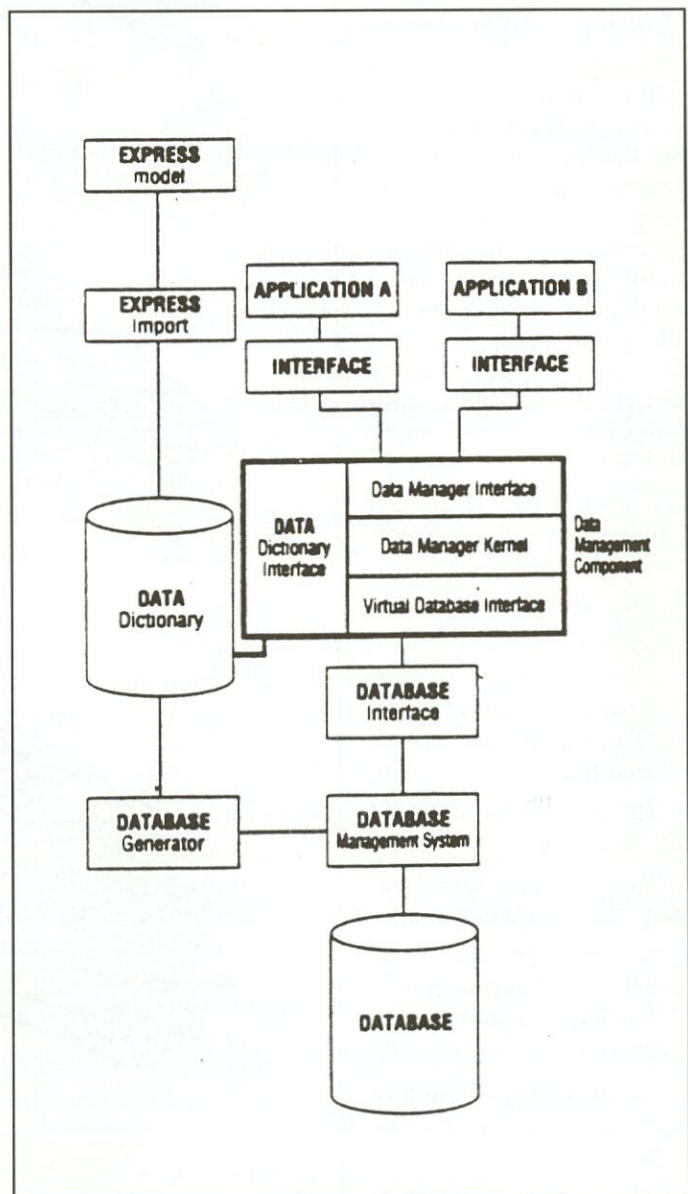 EXPRESS
model
EXPRESS
Import
APPLICATION A
APPLICATION B
INTERFACE
INTERFACE
DATA
Dictionary
Interface
Data Manager Interface
Data Manager Kernel
Virtual Database Interface
Data
Management
Component
DATA
Dictionary
DATABASE
Interface
DATABASE
Generator
DATABASE
Management System
DATABASE